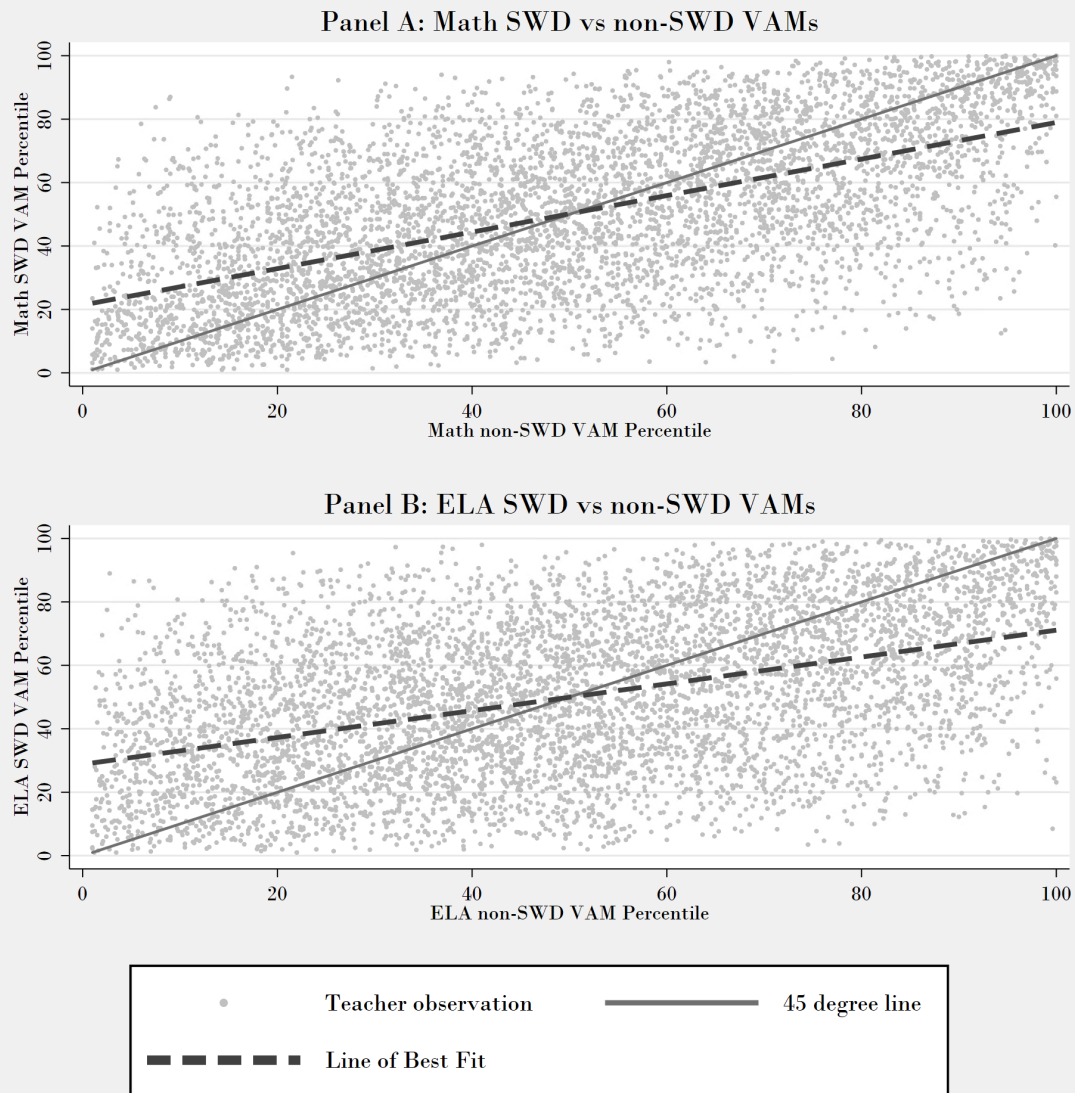 Panel A: Math SWD vs non-SWD VAMs
Math SWD VAM Percentile
100
80
60
40
20
0
0 20 40 60 80 100
Math non-SWD VAM Percentile
Panel B: ELA SWD vs non-SWD VAMs
ELA SWD VAM Percentile
100
80
60
40
20
0
0 20 40 60 80 100
ELA non-SWD VAM Percentile
Teacher observation 45 degree line
Line of Best Fit